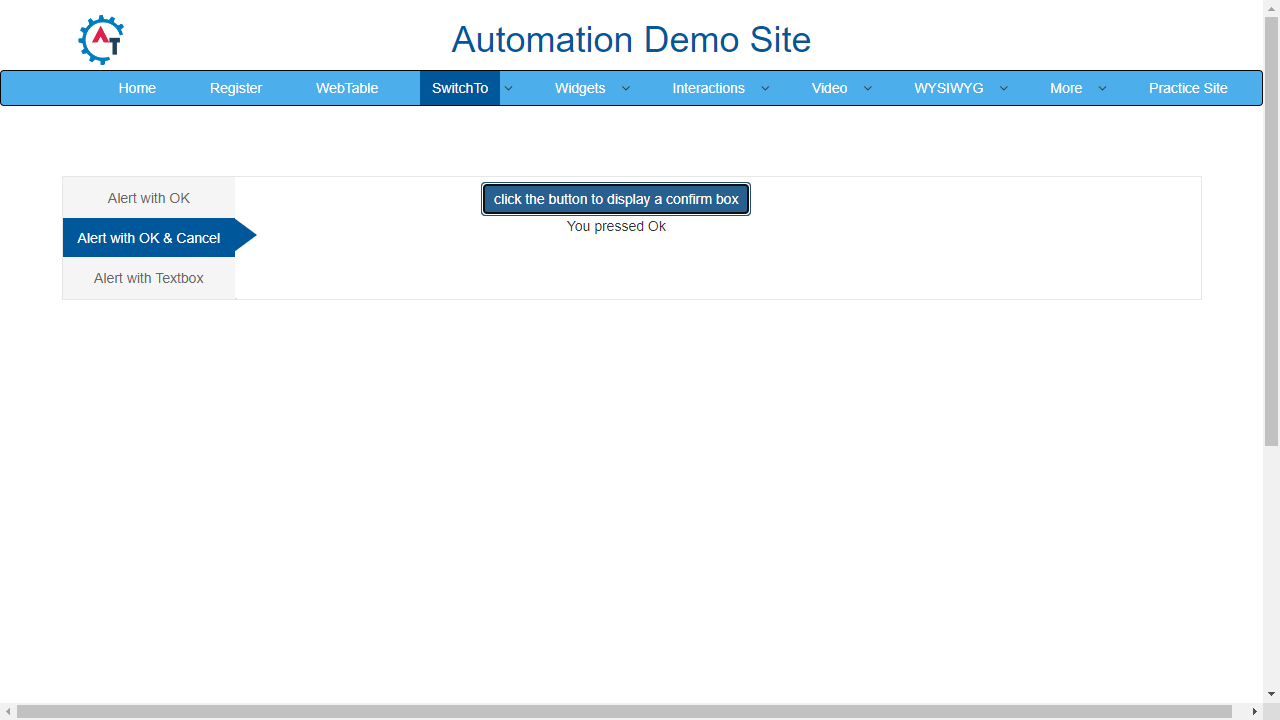 AT
Automation Demo Site
Home Register WebTable SwitchTo Widgets Interactions Video WYSIWYG More Practice Site
Alert with OK
click the button to display a confirm box
You pressed Ok
Alert with OK & Cancel
Alert with Textbox